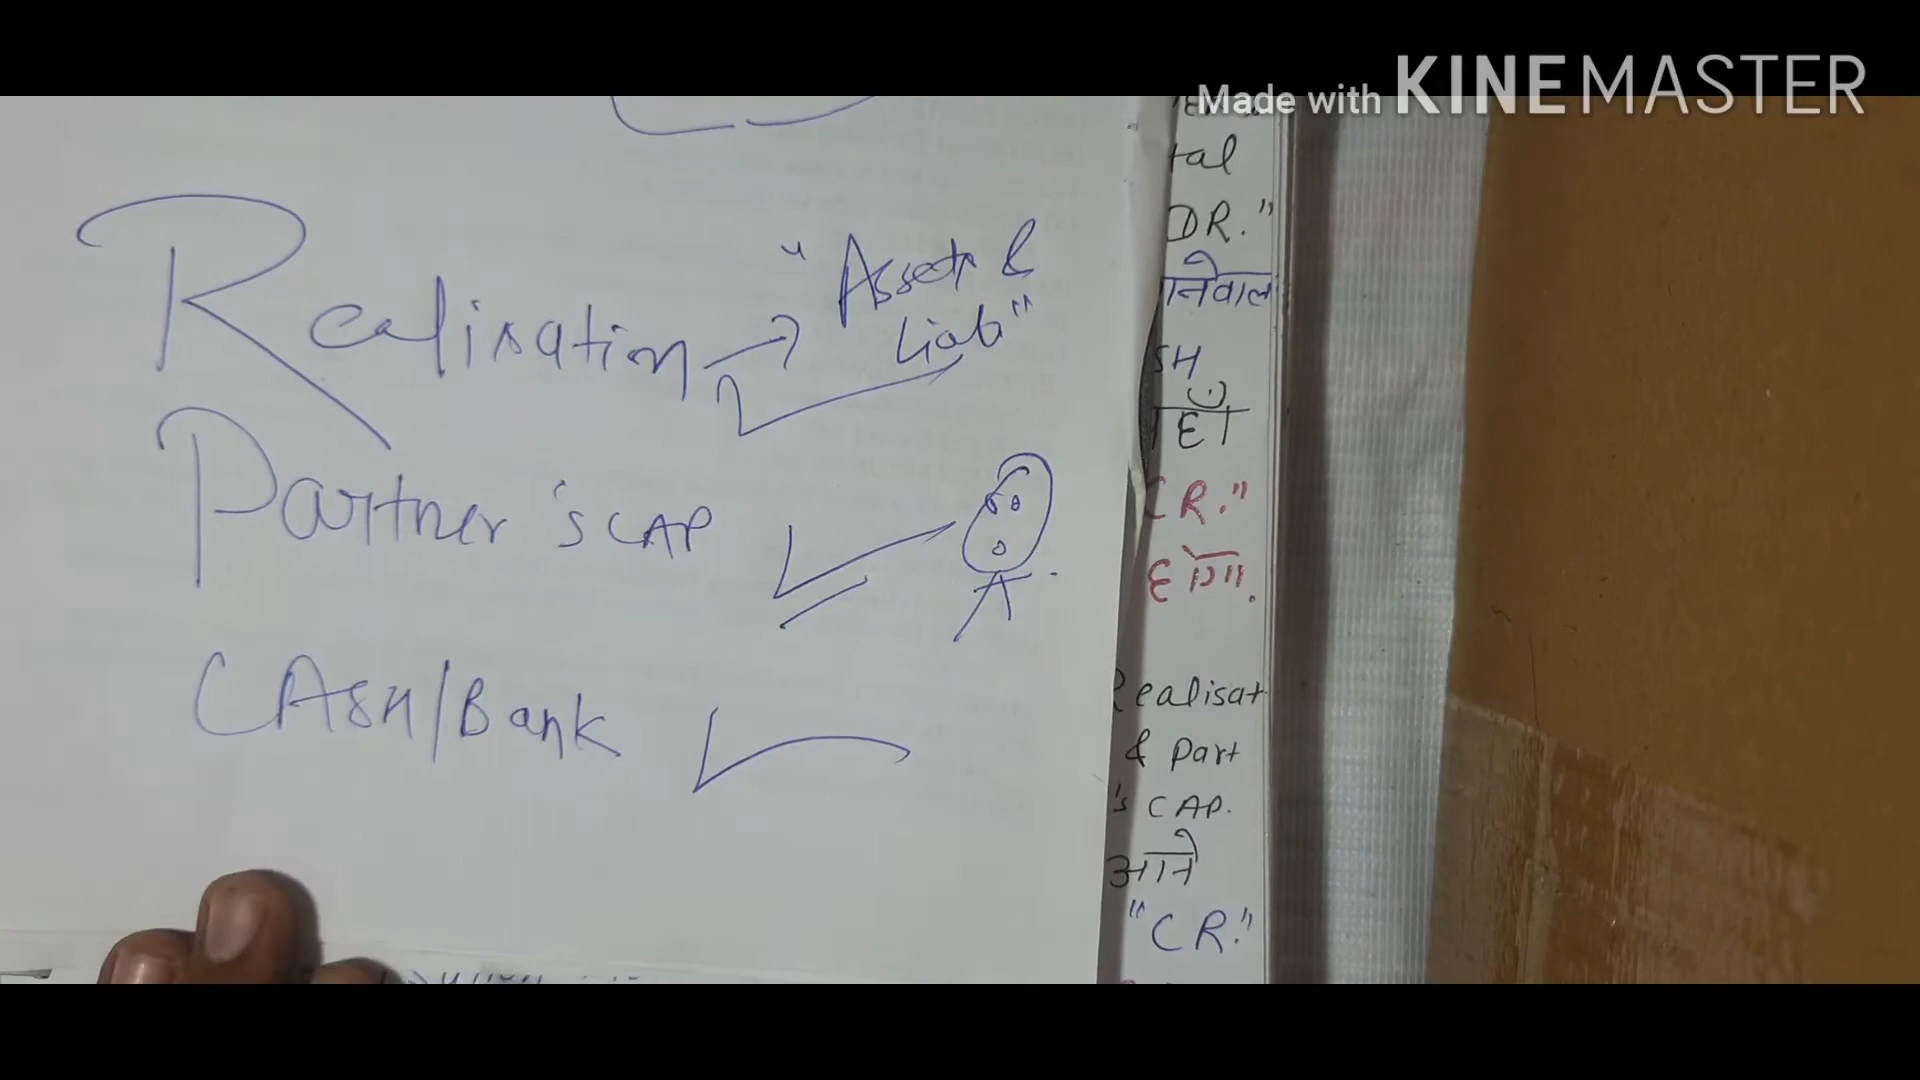 Made with KINEMASTER
Realisation → "Assets &
Liab"
Partner's CAP
CASH/Bank
tal
DR."
SH
CR."
Realisat
& Part
's CAP.
आने
"CR."